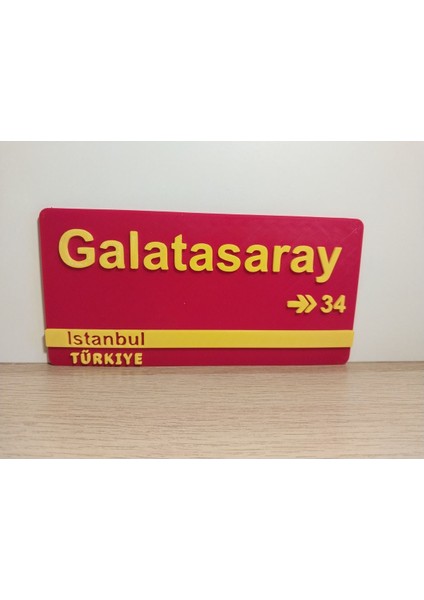 Galatasaray
34
Istanbul
TÜRKIYE